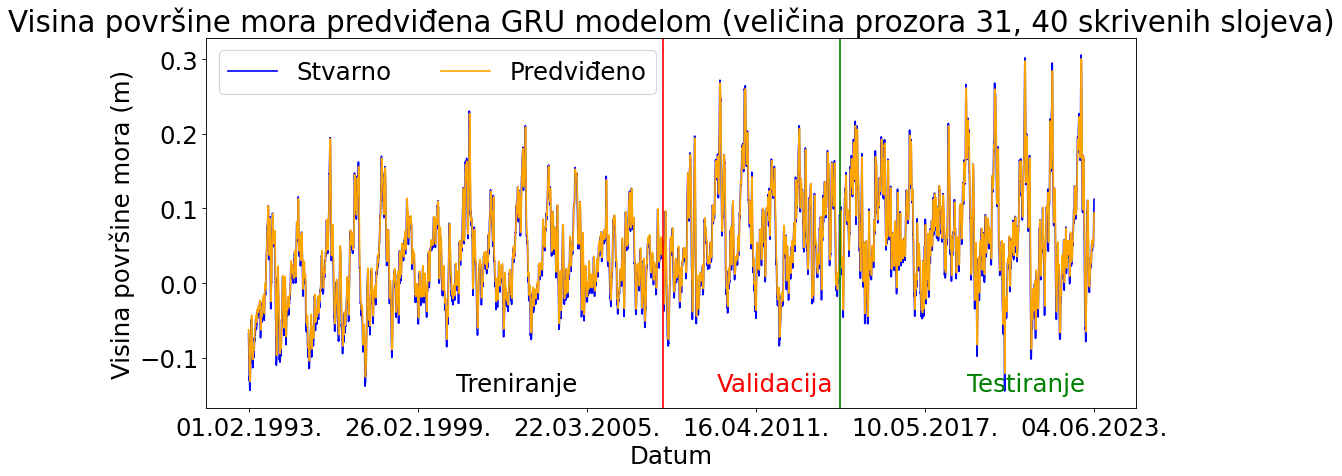 Visina površine mora predviđena GRU modelom (veličina prozora 31, 40 skrivenih slojeva)
Stvarno Predviđeno
Visina površine mora (m)
0.3
0.2
0.1
0.0
−0.1
Treniranje Validacija Testiranje
01.02.1993. 26.02.1999. 22.03.2005. 16.04.2011. 10.05.2017. 04.06.2023.
Datum